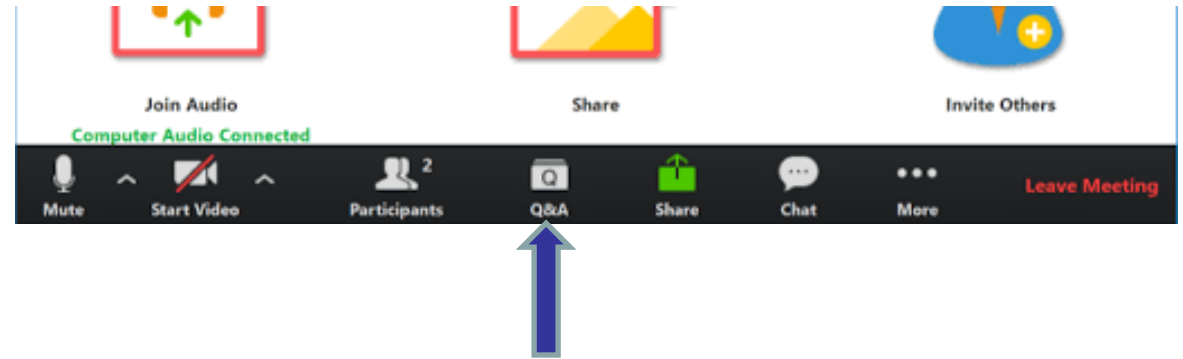 Join Audio
Share
Invite Others
Computer Audio Connected
2
Q
Mute
Start Video
Participants
Q&A
Share
Chat
More
Leave Meeting